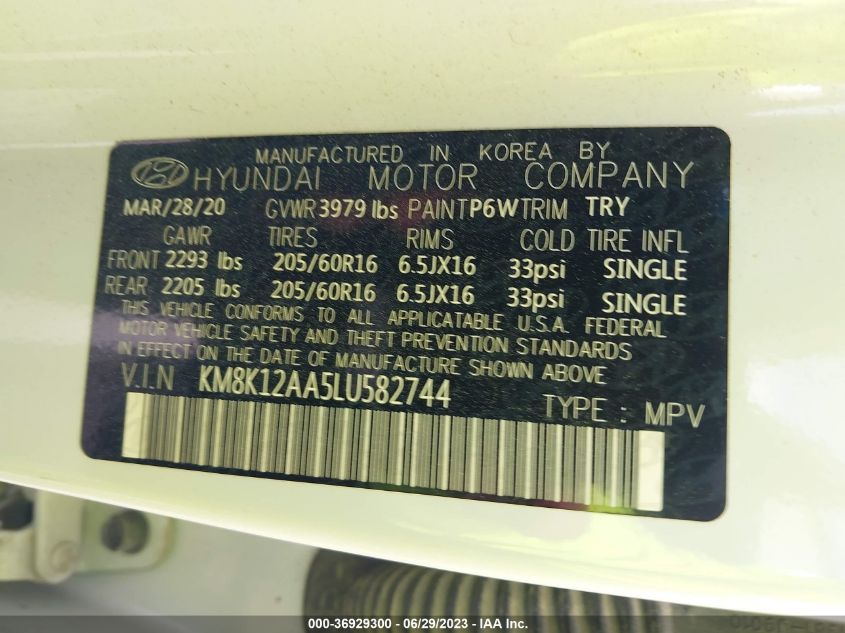 MANUFACTURED IN KOREA BY
HYUNDAI MOTOR COMPANY
MAR/28/20 GVWR 3979 lbs PAINT P6W TRIM TRY
GAWR TIRES RIMS COLD TIRE INFL
FRONT 2293 lbs 205/60R16 6.5JX16 33psi SINGLE
REAR 2205 lbs 205/60R16 6.5JX16 33psi SINGLE
THIS VEHICLE CONFORMS TO ALL APPLICATABLE U.S.A. FEDERAL
MOTOR VEHICLE SAFETY AND THEFT PREVENTION STANDARDS
IN EFFECT ON THE DATE OF MANUFACTURE SHOWN ABOVE
V.I.N KM8K12AA5LU582744
TYPE : MPV
000-36929300 - 06/29/2023 - IAA Inc.